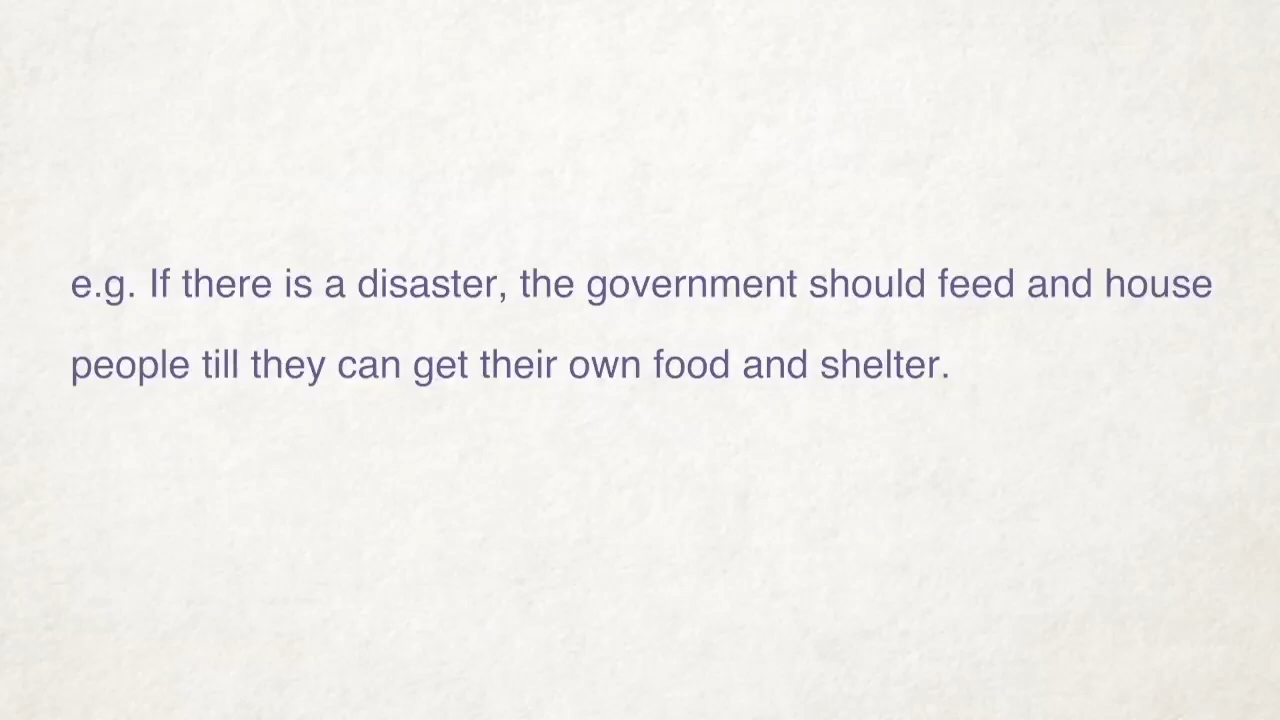 e.g. If there is a disaster, the government should feed and house
people till they can get their own food and shelter.